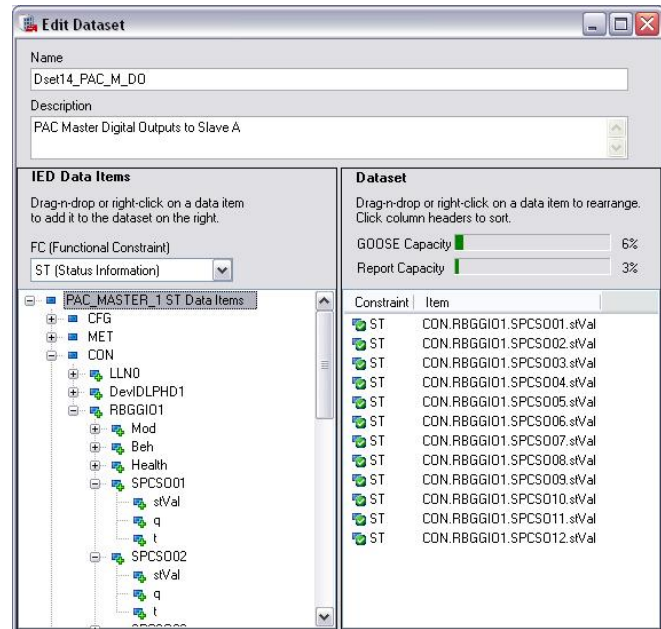 Edit Dataset
Name
Dset14_PAC_M_DO
Description
PAC Master Digital Outputs to Slave A
IED Data Items
Drag-n-drop or right-click on a data item
to add it to the dataset on the right.
FC (Functional Constraint)
ST (Status Information)
PAC_MASTER_1 ST Data Items
CFG
MET
CON
LLN0
DevIDLPHD1
RBGGIO1
Mod
Beh
Health
SPCSO01
stVal
q
t
SPCSO02
stVal
q
t
Dataset
Drag-n-drop or right-click on a data item to rearrange.
Click column headers to sort.
GOOSE Capacity 6%
Report Capacity 3%
Constraint Item
ST CON.RBGGIO1.SPCSO01.stVal
ST CON.RBGGIO1.SPCSO02.stVal
ST CON.RBGGIO1.SPCSO03.stVal
ST CON.RBGGIO1.SPCSO04.stVal
ST CON.RBGGIO1.SPCSO05.stVal
ST CON.RBGGIO1.SPCSO06.stVal
ST CON.RBGGIO1.SPCSO07.stVal
ST CON.RBGGIO1.SPCSO08.stVal
ST CON.RBGGIO1.SPCSO09.stVal
ST CON.RBGGIO1.SPCSO10.stVal
ST CON.RBGGIO1.SPCSO11.stVal
ST CON.RBGGIO1.SPCSO12.stVal